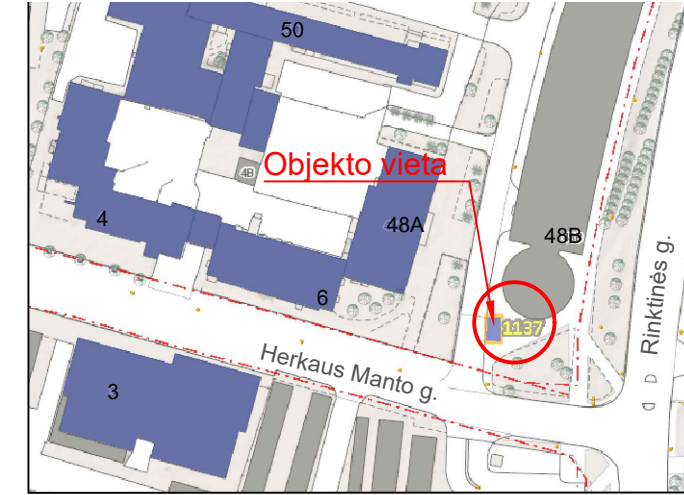 50
Objekto vieta
4B
4
48A
48B
6
1137
Rinktinės g.
Herkaus Manto g.
3